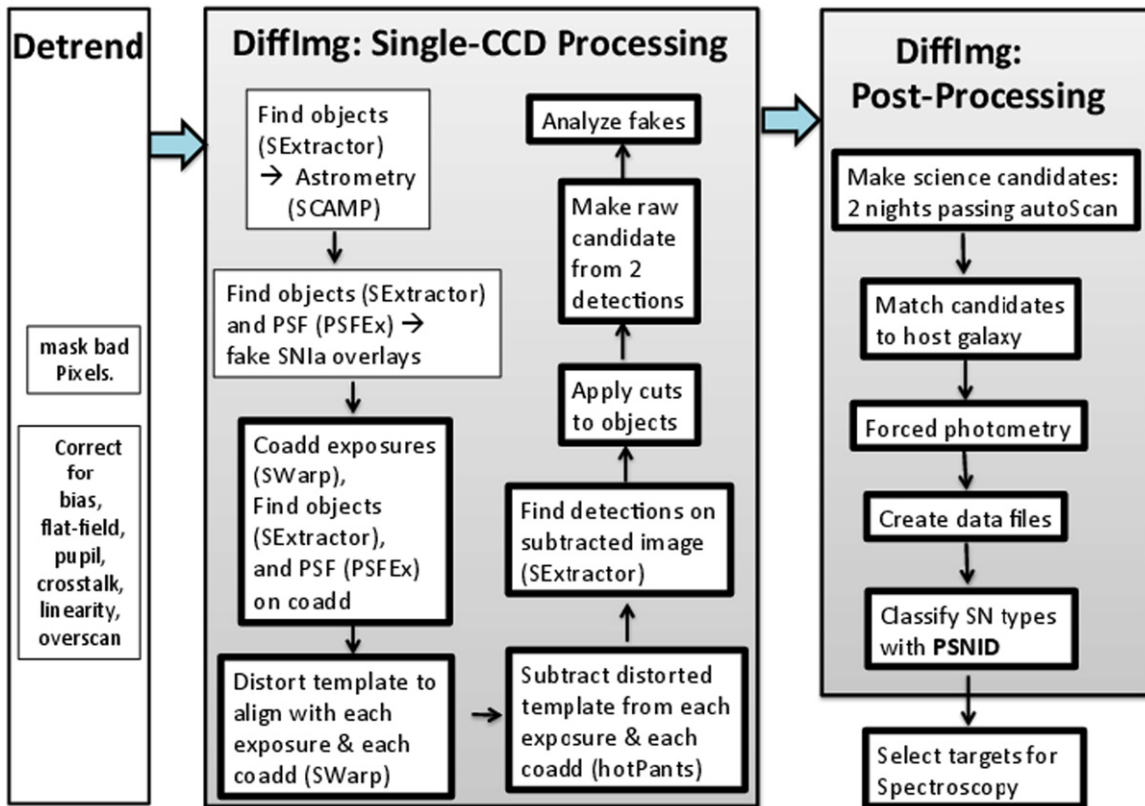 Detrend
mask bad
Pixels.
Correct
for
bias,
flat-field,
pupil,
crosstalk,
linearity,
overscan
DiffImg: Single-CCD Processing
Find objects
(SExtractor)
→ Astrometry
(SCAMP)
Find objects (SExtractor)
and PSF (PSFEx) →
fake SNIa overlays
Coadd exposures
(SWarp),
Find objects
(SExtractor),
and PSF (PSFEx)
on coadd
Distort template to
align with each
exposure & each
coadd (SWarp)
Subtract distorted
template from each
exposure & each
coadd (hotPants)
Find detections on
subtracted image
(SExtractor)
Apply cuts
to objects
Make raw
candidate
from 2
detections
Analyze fakes
DiffImg:
Post-Processing
Make science candidates:
2 nights passing autoScan
Match candidates
to host galaxy
Forced photometry
Create data files
Classify SN types
with PSNID
Select targets for
Spectroscopy